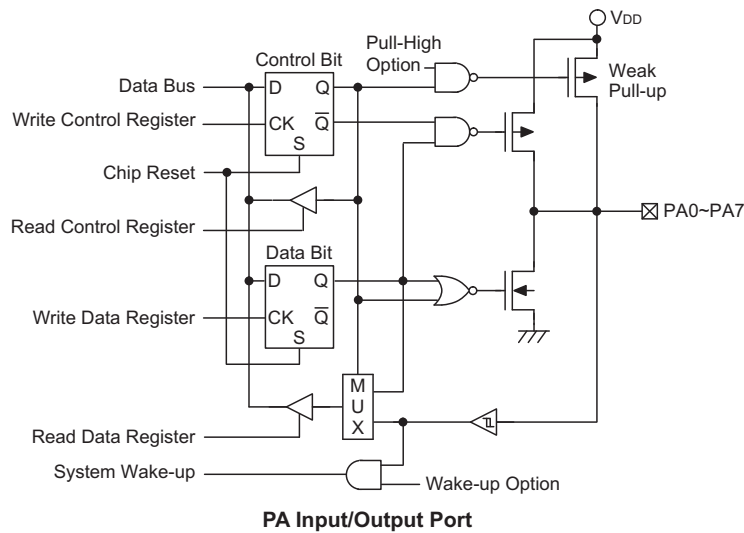 VDD
Pull-High
Option
Control Bit
Weak
Pull-up
Data Bus
D
Q
Write Control Register
CK
Q
S
Chip Reset
Read Control Register
PA0~PA7
Data Bit
D
Q
Write Data Register
CK
Q
S
M
U
X
Read Data Register
System Wake-up
Wake-up Option
PA Input/Output Port